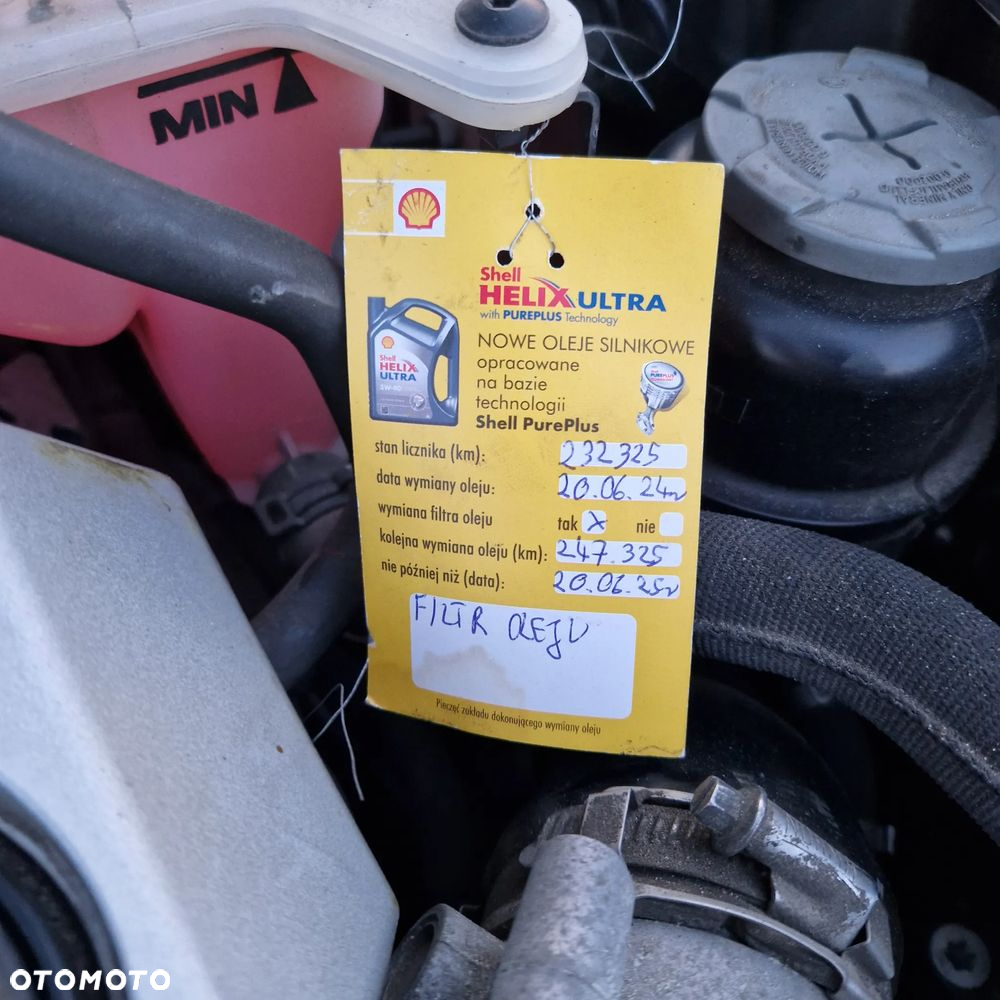 MIN
Shell
HELIX ULTRA
with PUREPLUS Technology
NOWE OLEJE SILNIKOWE
opracowane
na bazie
technologii
Shell PurePlus
Shell
HELIX
ULTRA
5W-40
stan licznika (km): 232325
data wymiany oleju: 20.06.24r
wymiana filtra oleju tak X nie
kolejna wymiana oleju (km): 247.325
nie później niż (data): 20.06.25r
FILTR OLEJU
Pieczęć zakładu dokonującego wymiany oleju
OTOMOTO